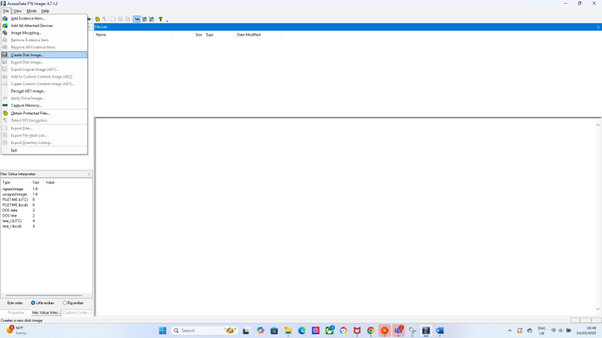 AccessData FTK Imager 4.7.1.2
File View Mode Help
Add Evidence Item...
Add All Attached Devices
Image Mounting...
Remove Evidence Item
Remove All Evidence Items
Create Disk Image...
Export Disk Image...
Export Logical Image (AD1)...
Add to Custom Content Image (AD1)
Create Custom Content Image (AD1)...
Decrypt AD1 image...
Verify Drive/Image...
Capture Memory...
Obtain Protected Files...
Detect EFS Encryption
Export Files...
Export File Hash List...
Export Directory Listing...
Exit
File List
Name Size Type Date Modified
Hex Value Interpreter
Type Size Value
signed integer 1-8
unsigned integer 1-8
FILETIME (UTC) 8
FILETIME (local) 8
DOS date 2
DOS time 2
time_t (UTC) 4
time_t (local) 4
Byte order: Little endian Big endian
Properties Hex Value Inter... Custom Conte...
Creates a new disk image
Sunny
Search
ENG
UK
16:48
24/09/2025